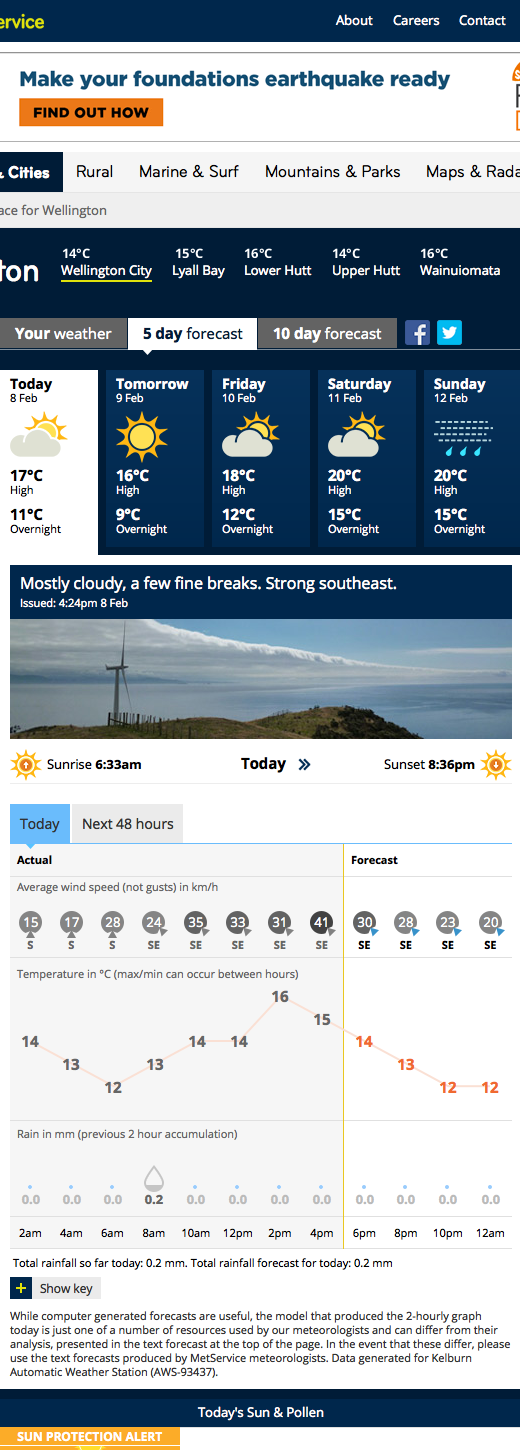 ervice
About Careers Contact
Make your foundations earthquake ready
FIND OUT HOW
& Cities Rural Marine & Surf Mountains & Parks Maps & Rada
ace for Wellington
14°C 15°C 16°C 14°C 16°C
ton Wellington City Lyall Bay Lower Hutt Upper Hutt Wainuiomata
Your weather 5 day forecast 10 day forecast
Today Tomorrow Friday Saturday Sunday
8 Feb 9 Feb 10 Feb 11 Feb 12 Feb
17°C 16°C 18°C 20°C 20°C
High High High High High
11°C 9°C 12°C 15°C 15°C
Overnight Overnight Overnight Overnight Overnight
Mostly cloudy, a few fine breaks. Strong southeast.
Issued: 4:24pm 8 Feb
Sunrise 6:33am Today » Sunset 8:36pm
Today Next 48 hours
Actual Forecast
Average wind speed (not gusts) in km/h
15 17 28 24 35 33 31 41 30 28 23 20
S S S SE SE SE SE SE SE SE SE SE
Temperature in °C (max/min can occur between hours)
14 13 12 13 14 14 16 15 14 13 12 12
Rain in mm (previous 2 hour accumulation)
0.0 0.0 0.0 0.2 0.0 0.0 0.0 0.0 0.0 0.0 0.0 0.0
2am 4am 6am 8am 10am 12pm 2pm 4pm 6pm 8pm 10pm 12am
Total rainfall so far today: 0.2 mm. Total rainfall forecast for today: 0.2 mm
+ Show key
While computer generated forecasts are useful, the model that produced the 2-hourly graph
today is just one of a number of resources used by our meteorologists and can differ from their
analysis, presented in the text forecast at the top of the page. In the event that these differ, please
use the text forecasts produced by MetService meteorologists. Data generated for Kelburn
Automatic Weather Station (AWS-93437).
Today's Sun & Pollen
SUN PROTECTION ALERT